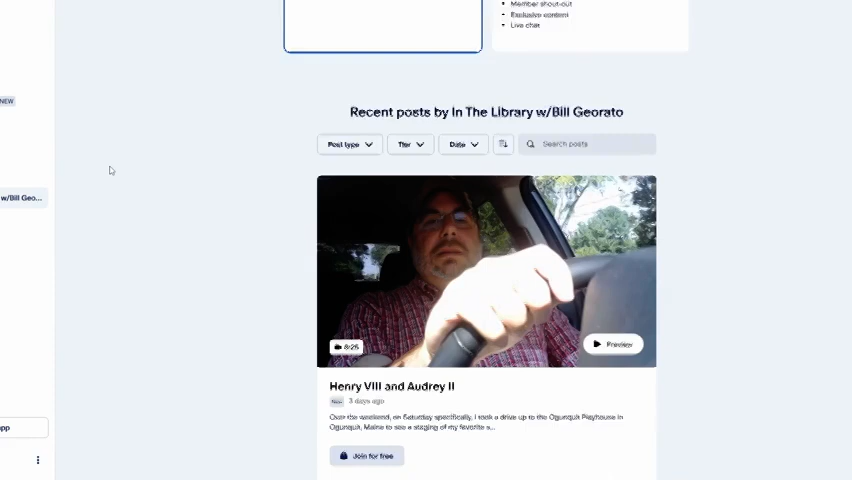 Member shout-out
Exclusive content
Live chat
NEW
Recent posts by In The Library w/Bill Georato
Post type
Tier
Date
Search posts
w/Bill Geo...
8:25
Preview
Henry VIII and Audrey II
New
3 days ago
Over the weekend, on Saturday specifically, I took a drive up to the Ogunquit Playhouse in
Ogunquit, Maine to see a staging of my favorite s...
app
Join for free